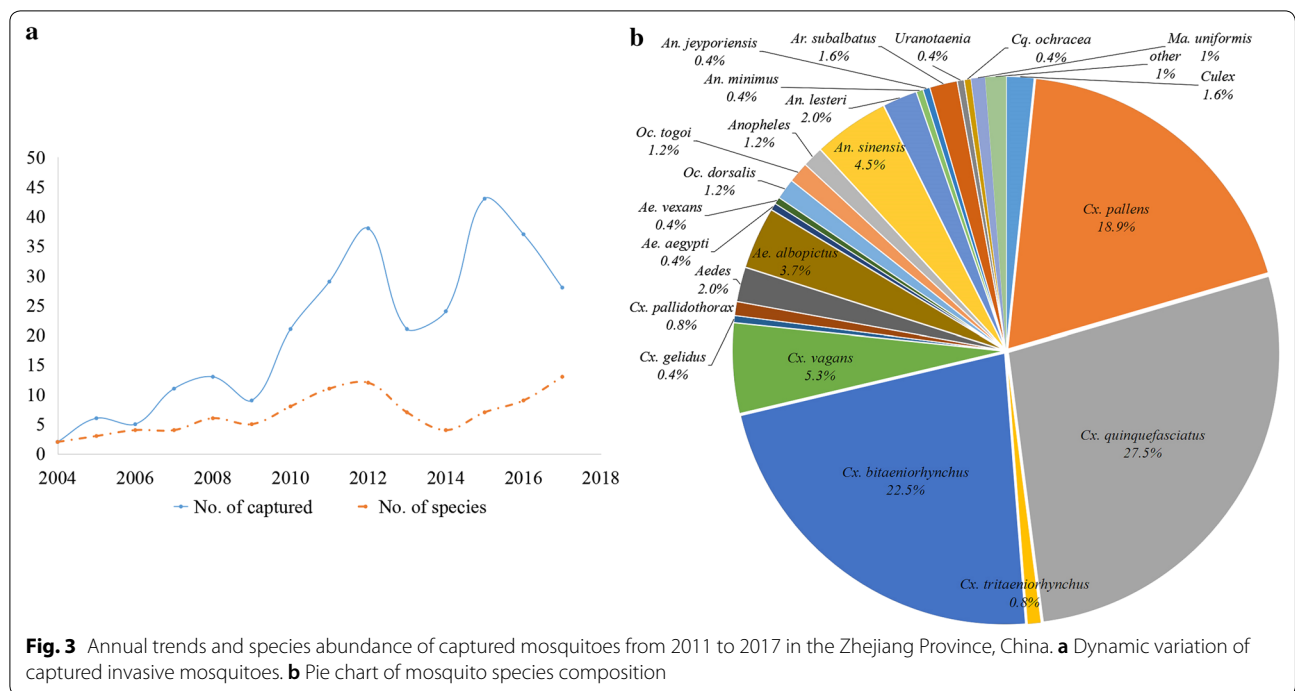 a
50
45
40
35
30
25
20
15
10
5
0
2004 2006 2008 2010 2012 2014 2016 2018
No. of captured No. of species
b
An. jeyporiensis
0.4%
Ar. subalbatus
1.6%
Uranotaenia
0.4%
Cq. ochracea
0.4%
Ma. uniformis
1%
other
1%
Culex
1.6%
An. minimus
0.4%
An. lesteri
2.0%
Anopheles
1.2%
Oc. togoi
1.2%
An. sinensis
4.5%
Oc. dorsalis
1.2%
Ae. vexans
0.4%
Ae. aegypti
0.4%
Ae. albopictus
3.7%
Aedes
2.0%
Cx. pallidothorax
0.8%
Cx. gelidus
0.4%
Cx. vagans
5.3%
Cx. pallens
18.9%
Cx. quinquefasciatus
27.5%
Cx. bitaeniorhynchus
22.5%
Cx. tritaeniorhynchus
0.8%
Fig. 3 Annual trends and species abundance of captured mosquitoes from 2011 to 2017 in the Zhejiang Province, China. a Dynamic variation of
captured invasive mosquitoes. b Pie chart of mosquito species composition